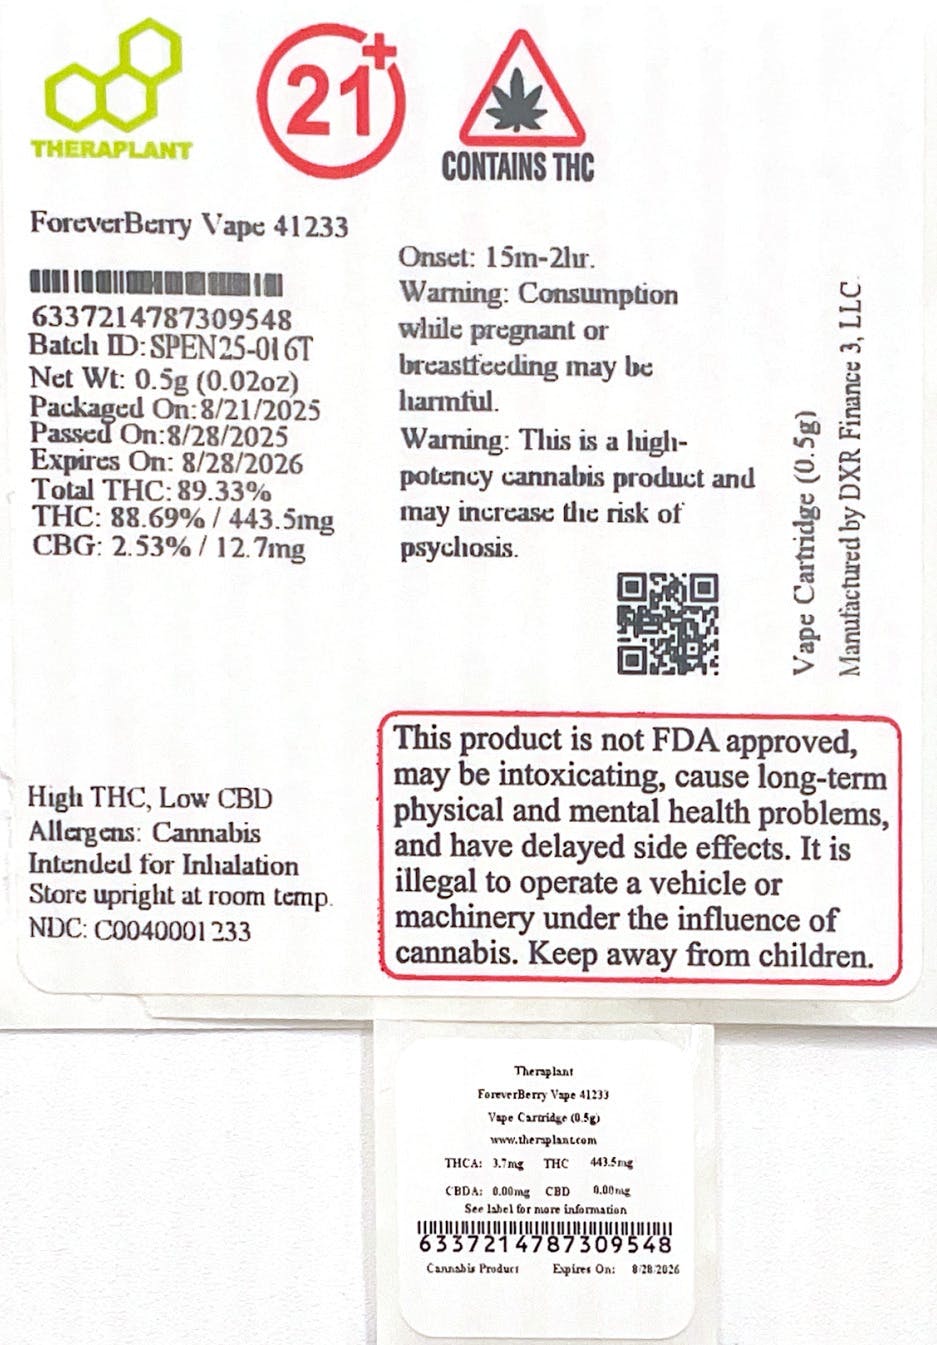 THERAPLANT
21+
CONTAINS THC
ForeverBerry Vape 41233
6337214787309548
Batch ID: SPEN25-016T
Net Wt: 0.5g (0.02oz)
Packaged On: 8/21/2025
Passed On: 8/28/2025
Expires On: 8/28/2026
Total THC: 89.33%
THC: 88.69% / 443.5mg
CBG: 2.53% / 12.7mg
Onset: 15m-2hr.
Warning: Consumption
while pregnant or
breastfeeding may be
harmful.
Warning: This is a high-
potency cannabis product and
may increase the risk of
psychosis.
Vape Cartridge (0.5g)
Manufactured by DXR Finance 3, LLC
High THC, Low CBD
Allergens: Cannabis
Intended for Inhalation
Store upright at room temp.
NDC: C0040001233
This product is not FDA approved,
may be intoxicating, cause long-term
physical and mental health problems,
and have delayed side effects. It is
illegal to operate a vehicle or
machinery under the influence of
cannabis. Keep away from children.
Theraplant
ForeverBerry Vape 41233
Vape Cartridge (0.5g)
www.theraplant.com
THCA: 3.7mg THC 443.5mg
CBDA: 0.00mg CBD 0.00mg
See label for more information
6337214787309548
Cannabis Product Expires On: 8/28/2026